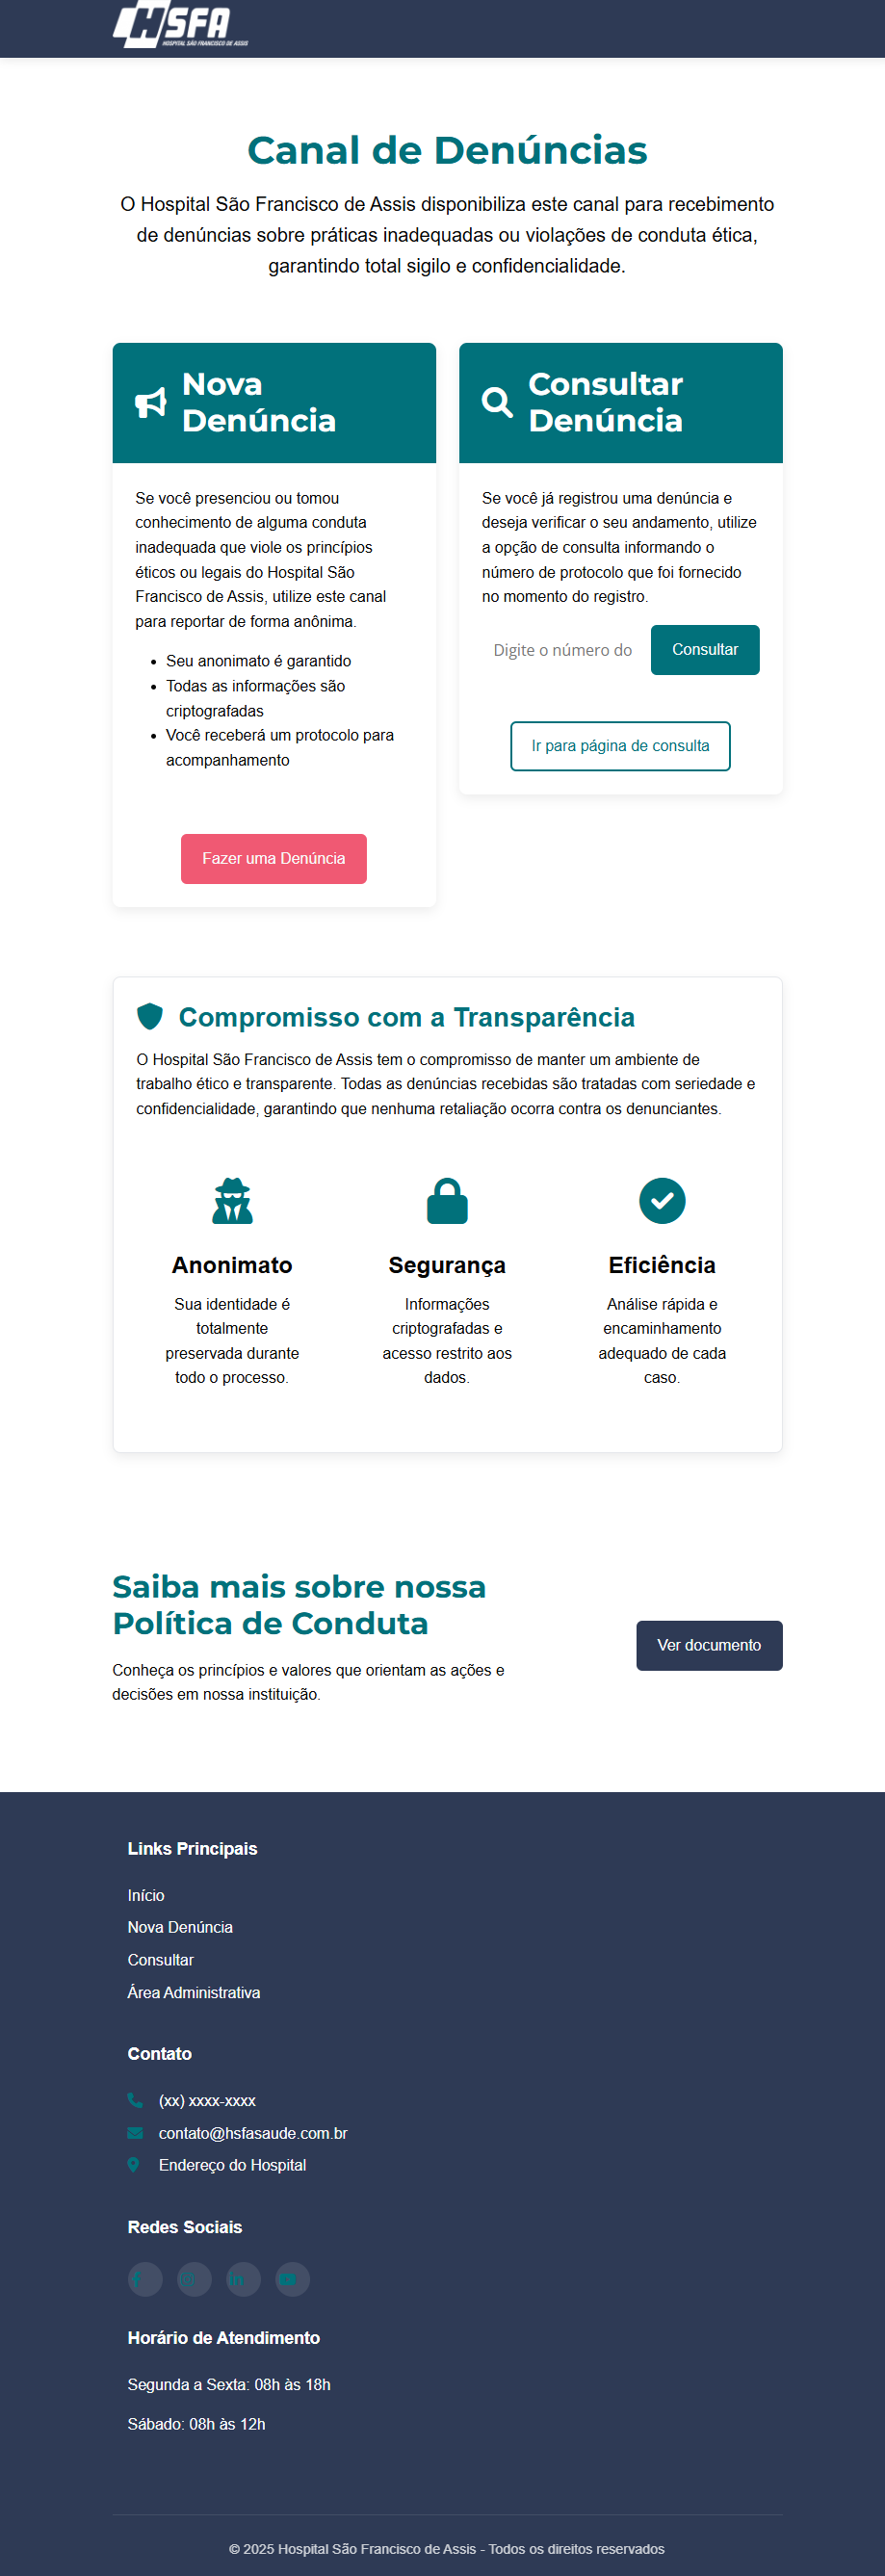 HSFA
HOSPITAL SÃO FRANCISCO DE ASSIS
Canal de Denúncias
O Hospital São Francisco de Assis disponibiliza este canal para recebimento
de denúncias sobre práticas inadequadas ou violações de conduta ética,
garantindo total sigilo e confidencialidade.
Nova
Denúncia
Se você presenciou ou tomou
conhecimento de alguma conduta
inadequada que viole os princípios
éticos ou legais do Hospital São
Francisco de Assis, utilize este canal
para reportar de forma anônima.
• Seu anonimato é garantido
• Todas as informações são
criptografadas
• Você receberá um protocolo para
acompanhamento
Fazer uma Denúncia
Consultar
Denúncia
Se você já registrou uma denúncia e
deseja verificar o seu andamento, utilize
a opção de consulta informando o
número de protocolo que foi fornecido
no momento do registro.
Digite o número do
Consultar
Ir para página de consulta
Compromisso com a Transparência
O Hospital São Francisco de Assis tem o compromisso de manter um ambiente de
trabalho ético e transparente. Todas as denúncias recebidas são tratadas com seriedade e
confidencialidade, garantindo que nenhuma retaliação ocorra contra os denunciantes.
Anonimato
Sua identidade é
totalmente
preservada durante
todo o processo.
Segurança
Informações
criptografadas e
acesso restrito aos
dados.
Eficiência
Análise rápida e
encaminhamento
adequado de cada
caso.
Saiba mais sobre nossa
Política de Conduta
Conheça os princípios e valores que orientam as ações e
decisões em nossa instituição.
Ver documento
Links Principais
Início
Nova Denúncia
Consultar
Área Administrativa
Contato
(xx) xxxx-xxxx
contato@hsfasaude.com.br
Endereço do Hospital
Redes Sociais
Horário de Atendimento
Segunda a Sexta: 08h às 18h
Sábado: 08h às 12h
© 2025 Hospital São Francisco de Assis - Todos os direitos reservados